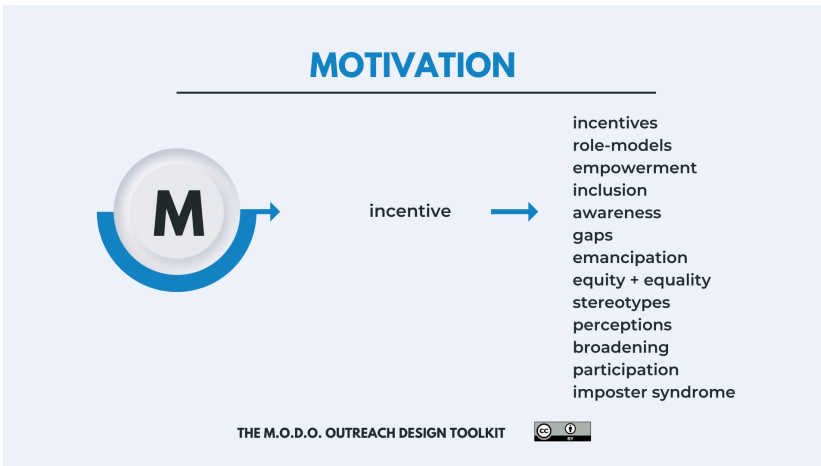 MOTIVATION
M
incentive
incentives
role-models
empowerment
inclusion
awareness
gaps
emancipation
equity + equality
stereotypes
perceptions
broadening
participation
imposter syndrome
THE M.O.D.O. OUTREACH DESIGN TOOLKIT
cc
BY